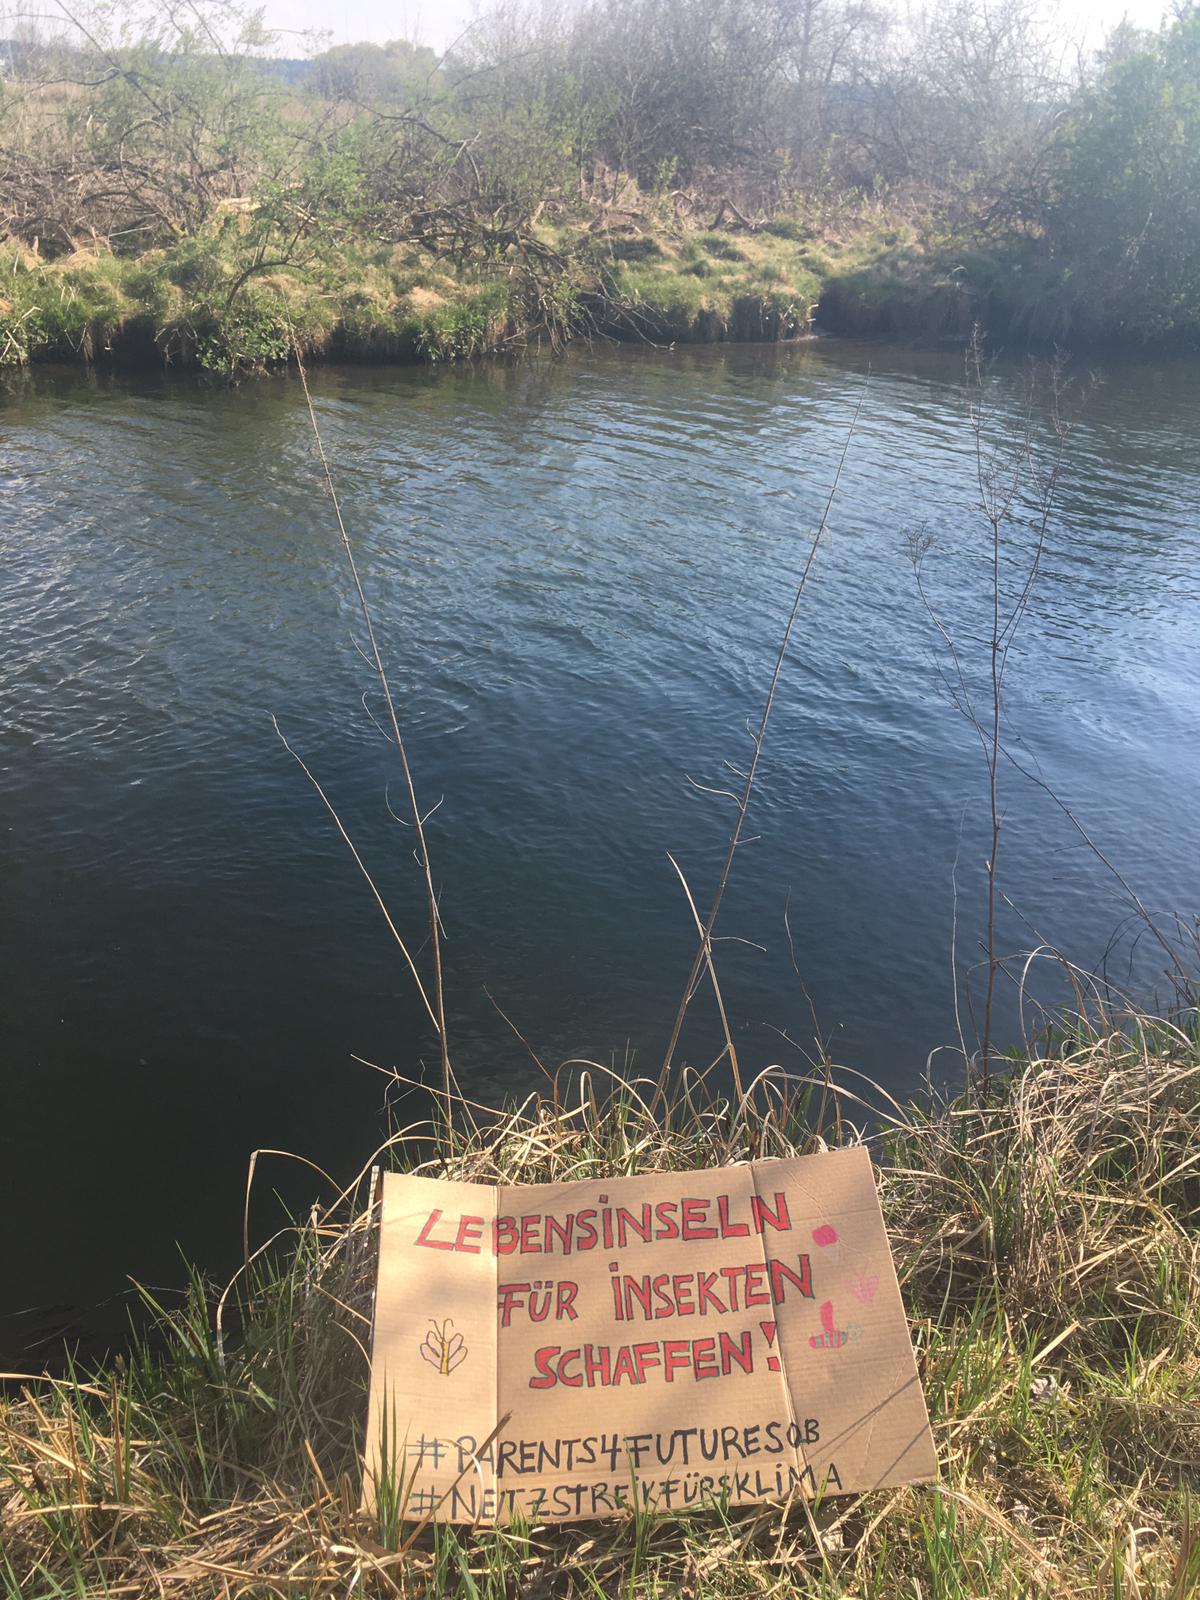 LEBENSINSELN
FÜR INSEKTEN
SCHAFFEN!
#PARENTS4FUTURESOB
#NETZSTREIKFÜRSKLIMA